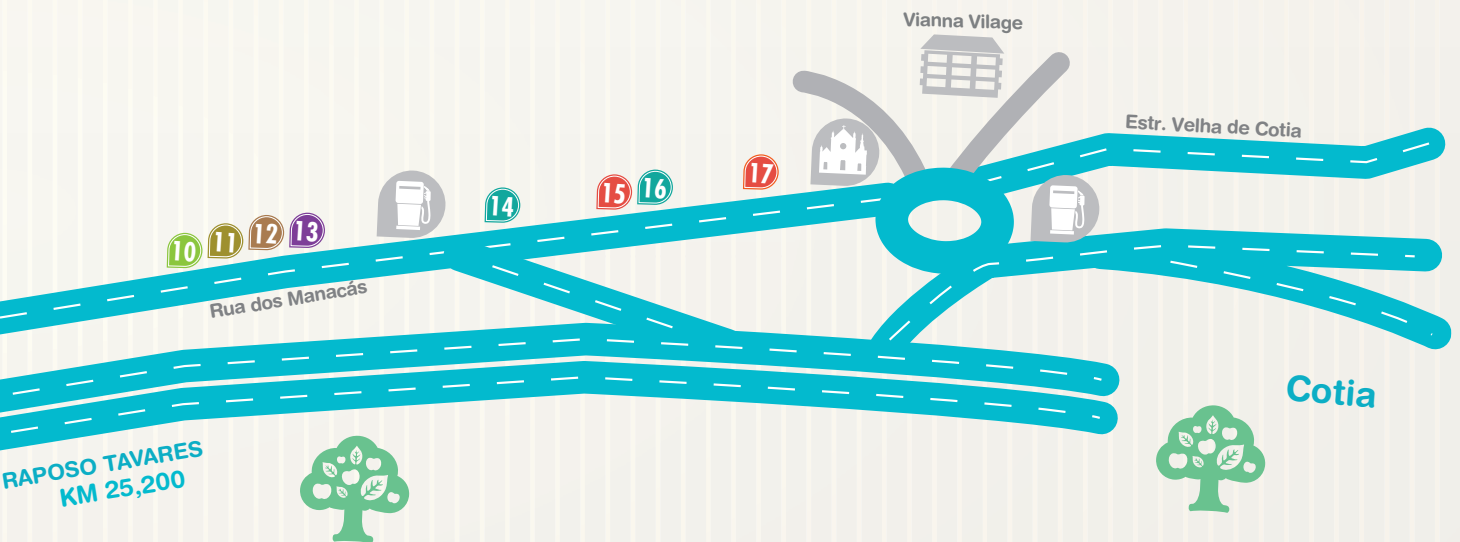 Vianna Vilage
Estr. Velha de Cotia
17
16
15
14
13
12
11
10
Rua dos Manacás
Cotia
RAPOSO TAVARES
KM 25,200